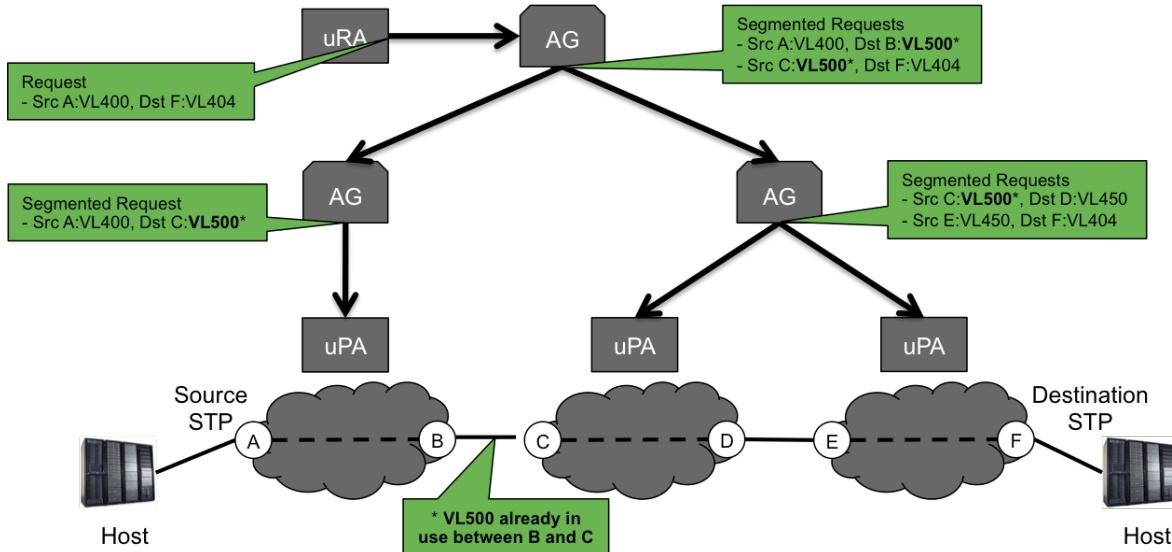 uRA
AG
Segmented Requests
- Src A:VL400, Dst B:VL500*
- Src C:VL500*, Dst F:VL404
Request
- Src A:VL400, Dst F:VL404
AG
AG
Segmented Request
- Src A:VL400, Dst C:VL500*
Segmented Requests
- Src C:VL500*, Dst D:VL450
- Src E:VL450, Dst F:VL404
uPA
uPA
uPA
Source
STP
Destination
STP
A
B
C
D
E
F
Host
* VL500 already in
use between B and C
Host